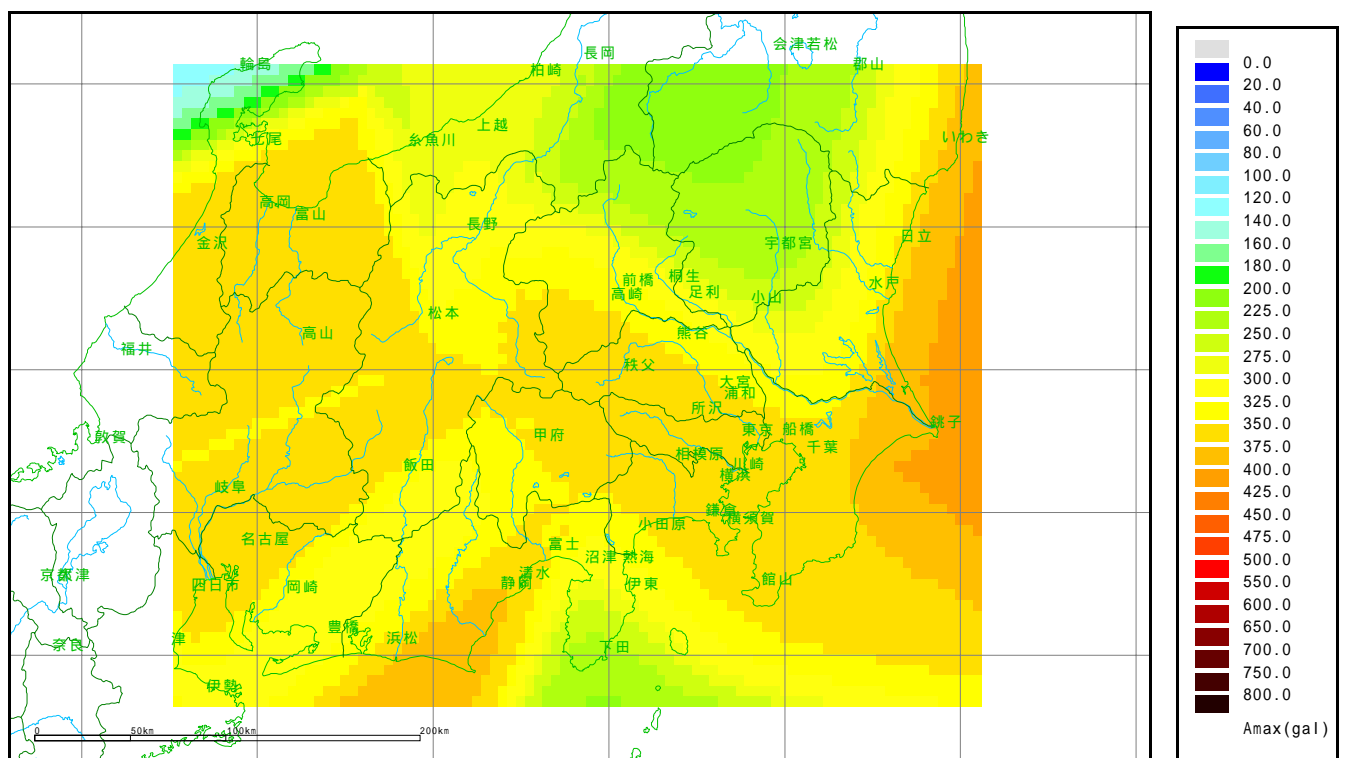 長岡
会津若松
輪島
柏崎
郡山
七尾
糸魚川
上越
いわき
高岡
富山
長野
金沢
宇都宮
日立
前橋
桐生
高崎
足利
小山
水戸
松本
高山
熊谷
福井
秩父
大宮
浦和
所沢
銚子
敦賀
甲府
東京
船橋
千葉
飯田
相模原
川崎
横浜
岐阜
鎌倉
横須賀
小田原
名古屋
富士
沼津
熱海
京都
大津
四日市
岡崎
清水
静岡
伊東
館山
豊橋
浜松
津
奈良
下田
伊勢
0 50km 100km 200km
0.0
20.0
40.0
60.0
80.0
100.0
120.0
140.0
160.0
180.0
200.0
225.0
250.0
275.0
300.0
325.0
350.0
375.0
400.0
425.0
450.0
475.0
500.0
550.0
600.0
650.0
700.0
750.0
800.0
Amax(gal)